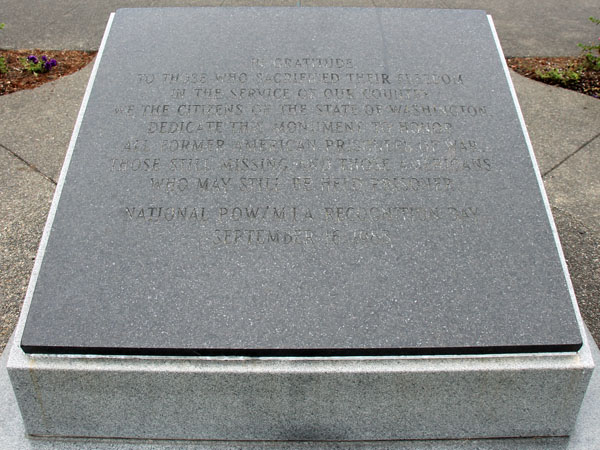 IN GRATITUDE
TO THOSE WHO SACRIFICED THEIR FREEDOM
IN THE SERVICE OF OUR COUNTRY
WE THE CITIZENS OF THE STATE OF WASHINGTON
DEDICATE THIS MONUMENT TO HONOR
ALL FORMER AMERICAN PRISONERS OF WAR,
THOSE STILL MISSING AND THOSE AMERICANS
WHO MAY STILL BE HELD PRISONER
NATIONAL POW/M.I.A. RECOGNITION DAY
SEPTEMBER